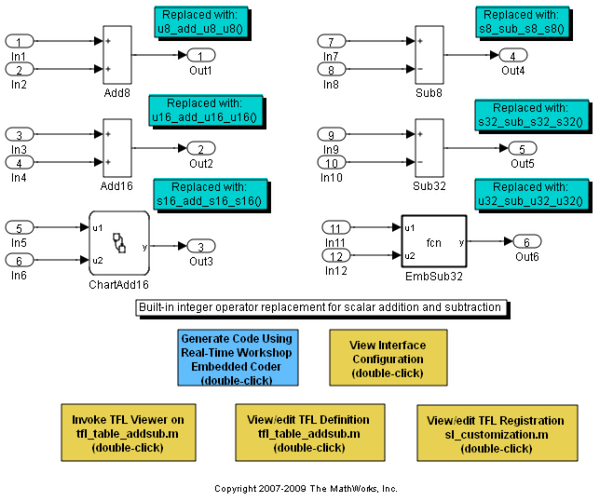 Replaced with:
u8_add_u8_u8()
1
In1
2
In2
+
+
Add8
1
Out1
Replaced with:
s8_sub_s8_s8()
7
In7
8
In8
+
−
Sub8
4
Out4
Replaced with:
u16_add_u16_u16()
3
In3
4
In4
+
+
Add16
2
Out2
Replaced with:
s32_sub_s32_s32()
9
In9
10
In10
+
−
Sub32
5
Out5
Replaced with:
s16_add_s16_s16()
5
In5
6
In6
u1
u2
y
ChartAdd16
3
Out3
Replaced with:
u32_sub_u32_u32()
11
In11
12
In12
u1
u2
fcn
y
EmbSub32
6
Out6
Built-in integer operator replacement for scalar addition and subtraction
Generate Code Using
Real-Time Workshop
Embedded Coder
(double-click)
View Interface
Configuration
(double-click)
Invoke TFL Viewer on
tfl_table_addsub.m
(double-click)
View/edit TFL Definition
tfl_table_addsub.m
(double-click)
View/edit TFL Registration
sl_customization.m
(double-click)
Copyright 2007-2009 The MathWorks, Inc.